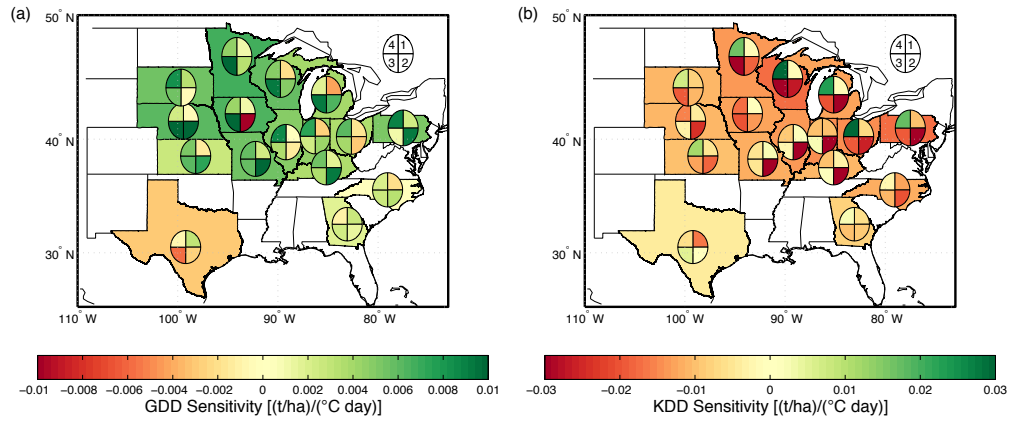 (a)
50° N
40° N
30° N
110° W
100° W
90° W
80° W
4 1
3 2
−0.01 −0.008 −0.006 −0.004 −0.002 0 0.002 0.004 0.006 0.008 0.01
GDD Sensitivity [(t/ha)/(°C day)]
(b)
50° N
40° N
30° N
110° W
100° W
90° W
80° W
4 1
3 2
−0.03 −0.02 −0.01 0 0.01 0.02 0.03
KDD Sensitivity [(t/ha)/(°C day)]